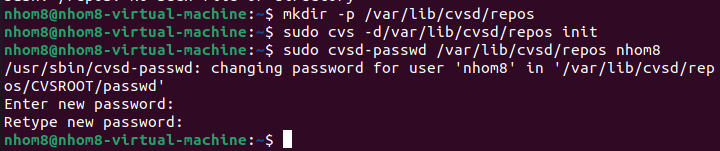 nhom8@nhom8-virtual-machine:~$ mkdir -p /var/lib/cvsd/repos
nhom8@nhom8-virtual-machine:~$ sudo cvs -d/var/lib/cvsd/repos init
nhom8@nhom8-virtual-machine:~$ sudo cvsd-passwd /var/lib/cvsd/repos nhom8
/usr/sbin/cvsd-passwd: changing password for user 'nhom8' in '/var/lib/cvsd/rep
os/CVSROOT/passwd'
Enter new password:
Retype new password:
nhom8@nhom8-virtual-machine:~$